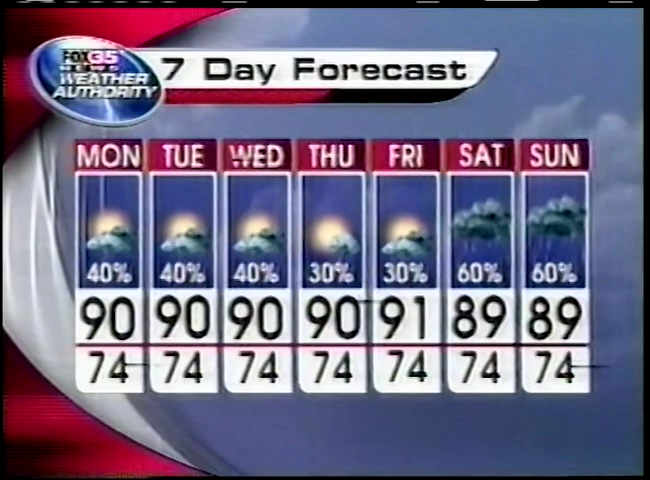 FOX 35
NEWS
WEATHER
AUTHORITY
7 Day Forecast
MON TUE WED THU FRI SAT SUN
40% 40% 40% 30% 30% 60% 60%
90 90 90 90 91 89 89
74 74 74 74 74 74 74